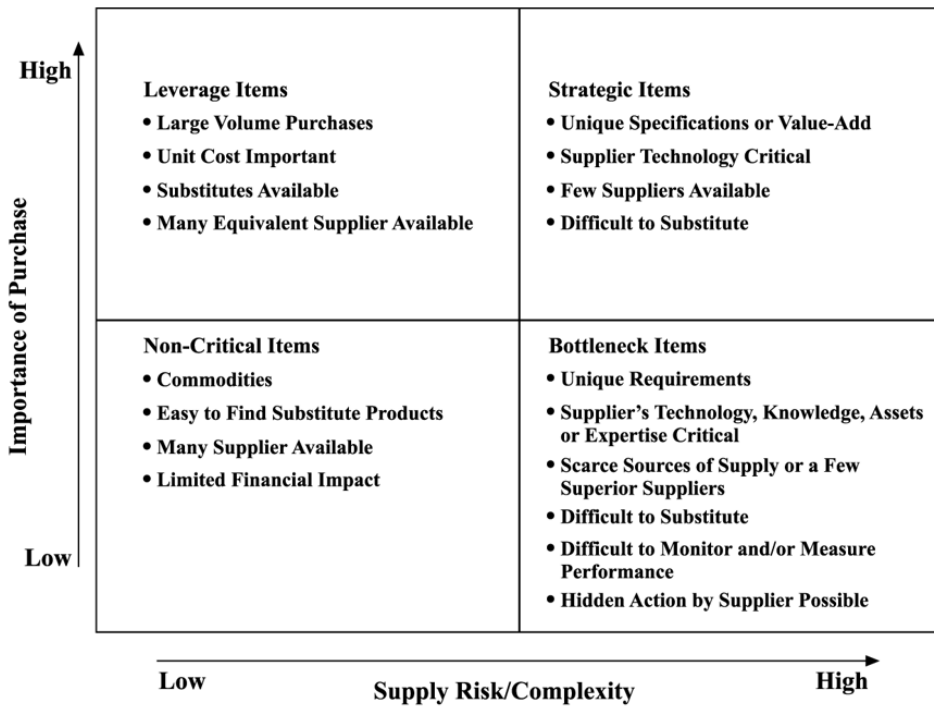 High
Low
Importance of Purchase
Leverage Items
• Large Volume Purchases
• Unit Cost Important
• Substitutes Available
• Many Equivalent Supplier Available
Strategic Items
• Unique Specifications or Value-Add
• Supplier Technology Critical
• Few Suppliers Available
• Difficult to Substitute
Non-Critical Items
• Commodities
• Easy to Find Substitute Products
• Many Supplier Available
• Limited Financial Impact
Bottleneck Items
• Unique Requirements
• Supplier's Technology, Knowledge, Assets
or Expertise Critical
• Scarce Sources of Supply or a Few
Superior Suppliers
• Difficult to Substitute
• Difficult to Monitor and/or Measure
Performance
• Hidden Action by Supplier Possible
Low
High
Supply Risk/Complexity